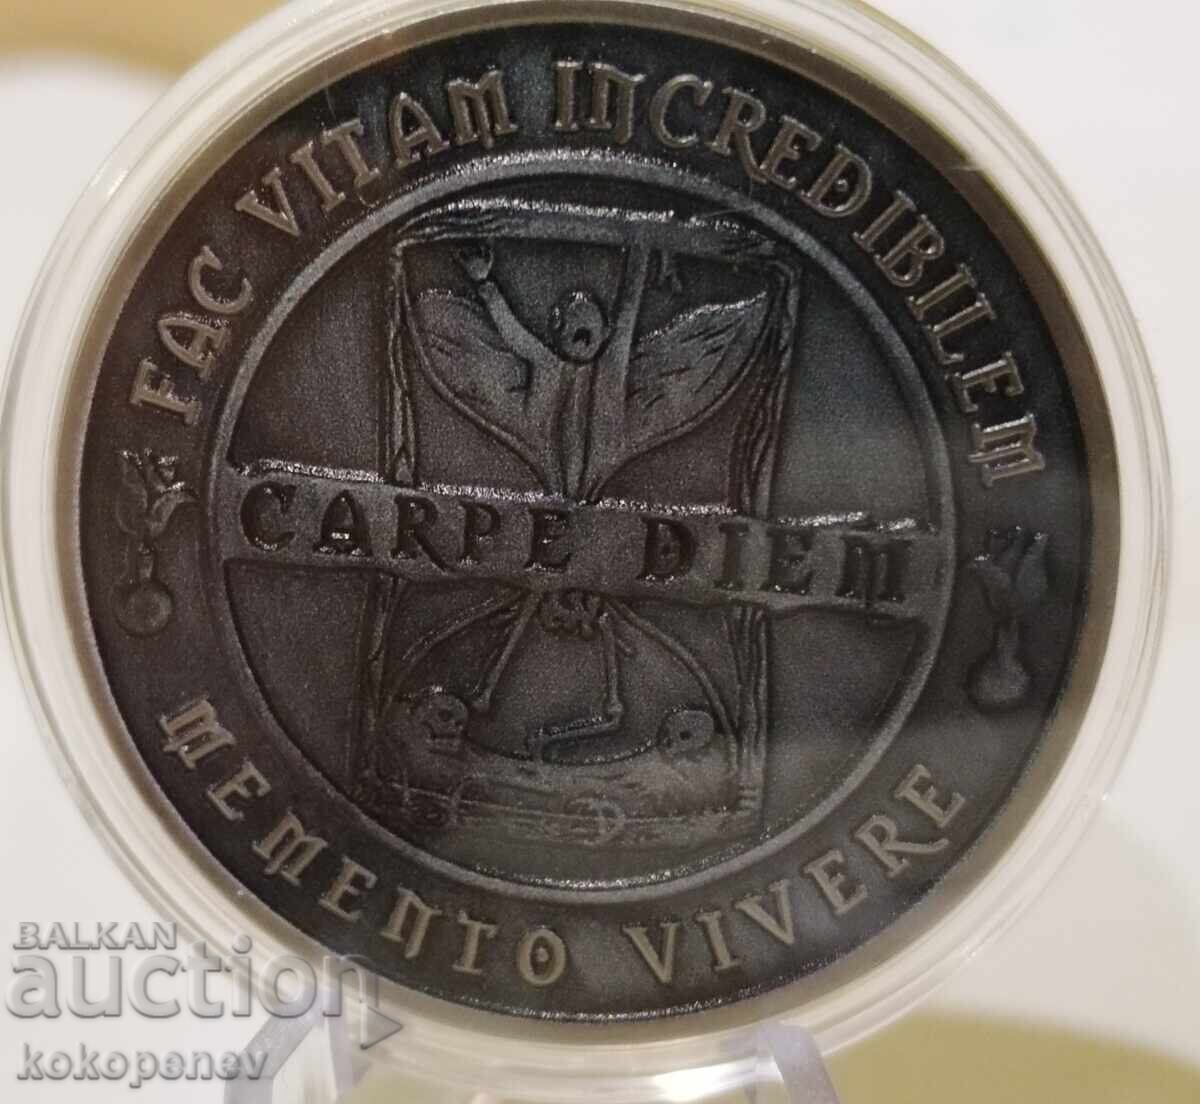 FAC VITAM INCREDIBILEM
CARPE DIEM
MEMENTO VIVERE
BALKAN
auction
kokopenev